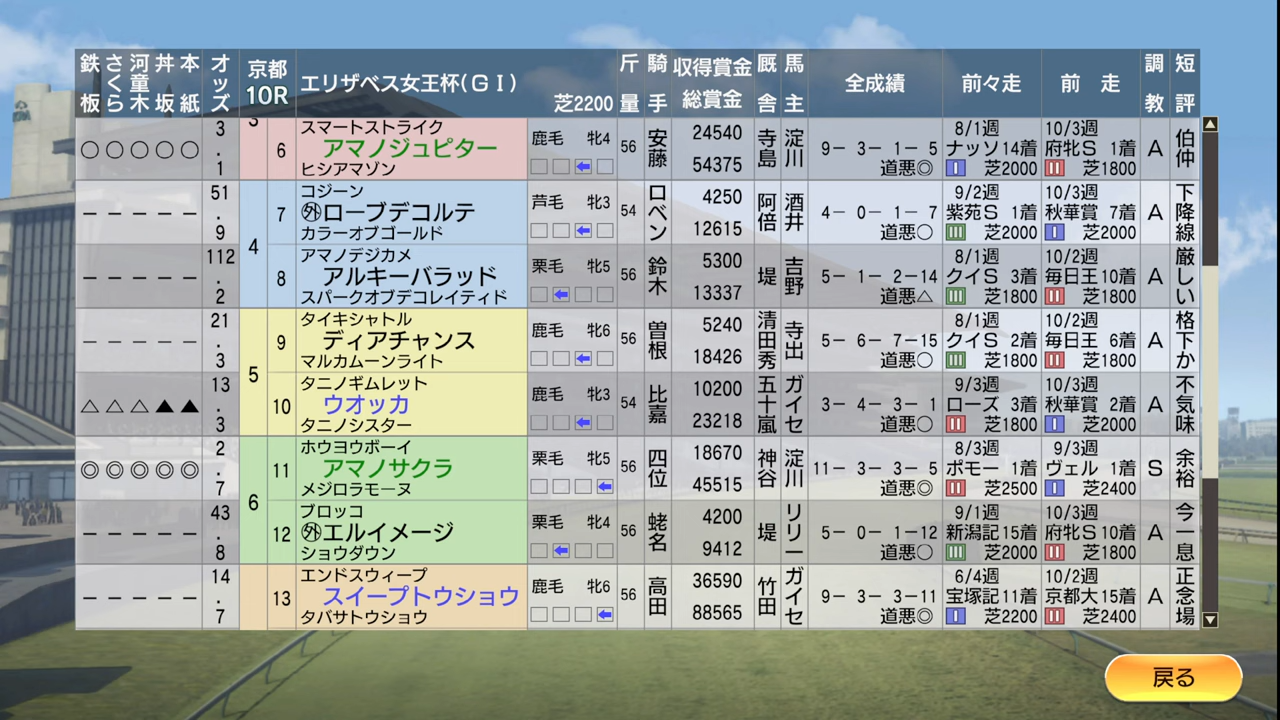 鉄板 さくら 河童木 井坂 本紙 オッズ 京都10R エリザベス女王杯(GⅠ) 芝2200 斤量 騎手 収得賞金 総賞金 厩舎 馬主 全成績 前々走 前走 調教 短評
○○○○○ 3.1 3 6 スマートストライク 鹿毛 牝4 56 安藤 24540 寺島 淀川 9-3-1-5 8/1週 10/3週 A 伯仲
アマノジュピター ナッソ14着 府牝S 1着
ヒシアマゾン 54375 道悪◎ Ⅰ 芝2000 Ⅱ 芝1800
----- 51.9 4 7 コジーン 芦毛 牝3 54 ロベン 4250 阿倍 酒井 4-0-1-7 9/2週 10/3週 A 下降線
外ローブデコルテ 紫苑S 1着 秋華賞 7着
カラーオブゴールド 12615 道悪○ Ⅲ 芝2000 Ⅰ 芝2000
----- 112.2 8 アマノデジカメ 栗毛 牝5 56 鈴木 5300 堤 吉野 5-1-2-14 8/1週 10/2週 A 厳しい
アルキーバラッド クイS 3着 毎日王10着
スパークオブデコレイティド 13337 道悪△ Ⅲ 芝1800 Ⅱ 芝1800
----- 21.3 5 9 タイキシャトル 鹿毛 牝6 56 曽根 5240 清田秀 寺出 5-6-7-15 8/1週 10/2週 A 格下か
ディアチャンス クイS 2着 毎日王 6着
マルカムーンライト 18426 道悪○ Ⅲ 芝1800 Ⅱ 芝1800
△△△▲▲ 13.3 10 タニノギムレット 鹿毛 牝3 54 比嘉 10200 五十嵐 ガイセ 3-4-3-1 9/3週 10/3週 A 不気味
ウオッカ ローズ 3着 秋華賞 2着
タニノシスター 23218 道悪◎ Ⅱ 芝1800 Ⅰ 芝2000
◎◎◎◎◎ 2.7 6 11 ホウヨウボーイ 栗毛 牝5 56 四位 18670 神谷 淀川 11-3-3-5 8/3週 9/3週 S 余裕
アマノサクラ ポモー 1着 ヴェル 1着
メジロラモーヌ 45515 道悪◎ Ⅱ 芝2500 Ⅰ 芝2400
----- 43.8 12 ブロッコ 栗毛 牝4 56 蛯名 4200 堤 リリー 5-0-1-12 9/1週 10/3週 A 今一息
外エルイメージ 新潟記15着 府牝S10着
ショウダウン 9412 道悪○ Ⅲ 芝2000 Ⅱ 芝1800
----- 14.7 13 エンドスウィープ 鹿毛 牝6 56 高田 36590 竹田 ガイセ 9-3-3-11 6/4週 10/2週 A 正念場
スイープトウショウ 宝塚記11着 京都大15着
タバサトウショウ 88565 道悪◎ Ⅰ 芝2200 Ⅱ 芝2400
戻る